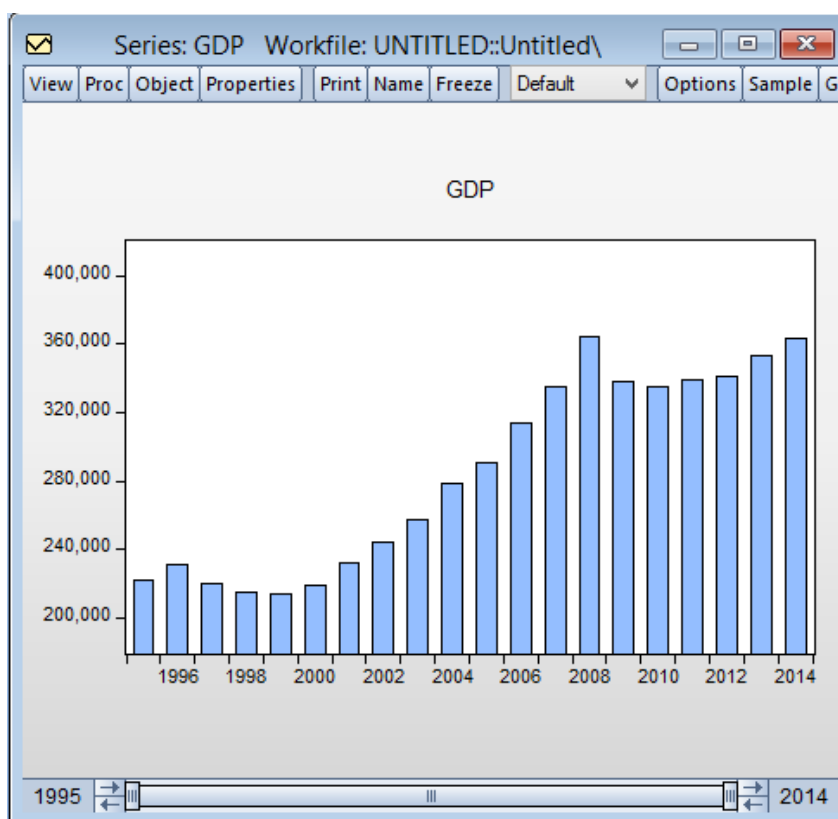 Series: GDP Workfile: UNTITLED::Untitled\
View Proc Object Properties Print Name Freeze Default Options Sample G
GDP
400,000
360,000
320,000
280,000
240,000
200,000
1996 1998 2000 2002 2004 2006 2008 2010 2012 2014
1995 2014